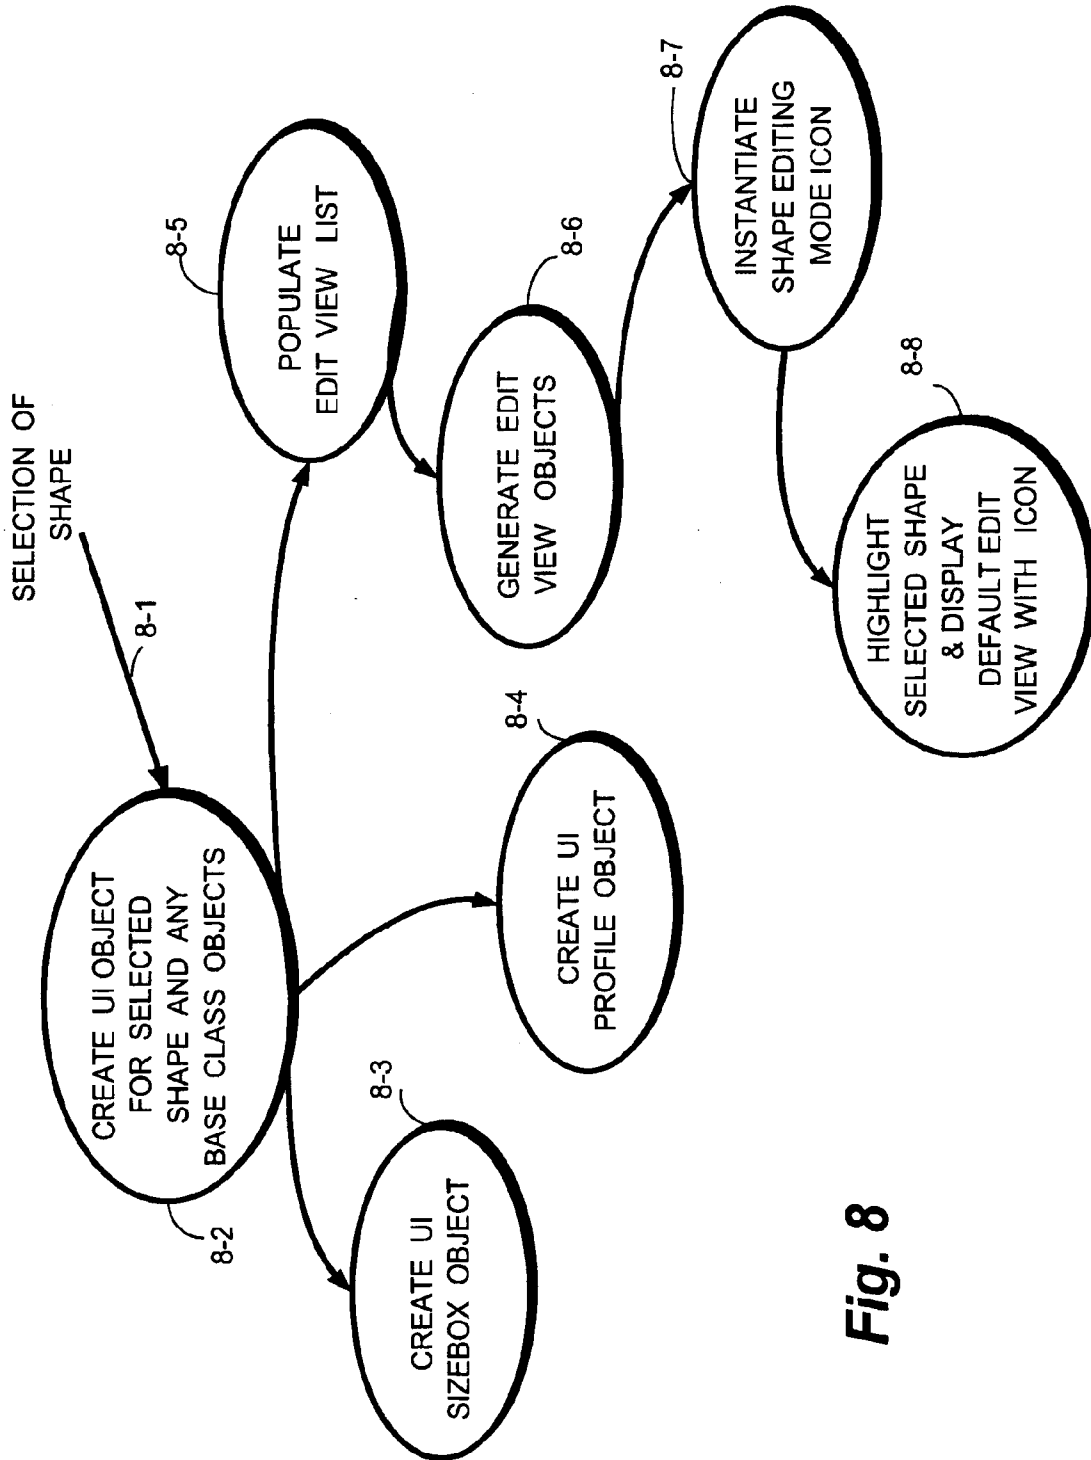 SELECTION OF
SHAPE
8-1
CREATE UI OBJECT
FOR SELECTED
SHAPE AND ANY
BASE CLASS OBJECTS
8-2
CREATE UI
SIZEBOX OBJECT
8-3
CREATE UI
PROFILE OBJECT
8-4
POPULATE
EDIT VIEW LIST
8-5
GENERATE EDIT
VIEW OBJECTS
8-6
INSTANTIATE
SHAPE EDITING
MODE ICON
8-7
HIGHLIGHT
SELECTED SHAPE
& DISPLAY
DEFAULT EDIT
VIEW WITH ICON
8-8
Fig. 8